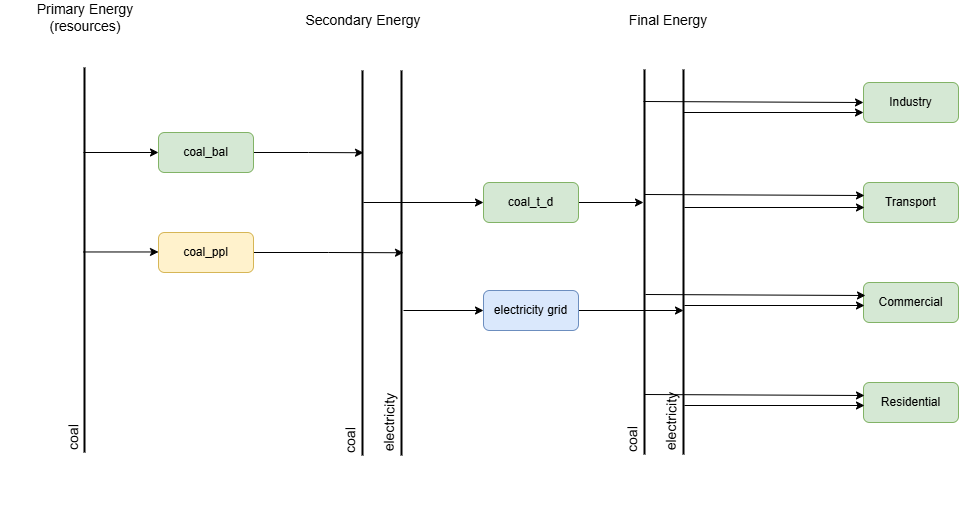 Primary Energy
(resources)
Secondary Energy
Final Energy
Industry
coal_bal
coal_t_d
Transport
coal_ppl
electricity grid
Commercial
Residential
coal
coal
electricity
coal
electricity